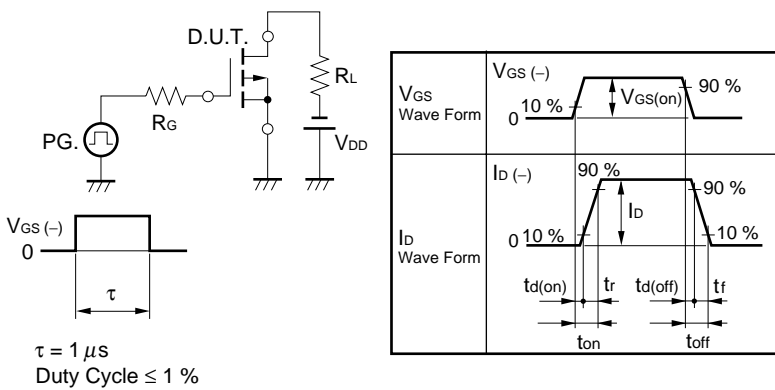 D.U.T.
RL
RG
PG.
VDD
VGS (−)
0
τ
τ = 1 μs
Duty Cycle ≤ 1 %
VGS
Wave Form
VGS (−)
10 %
0
VGS(on)
90 %
ID
Wave Form
ID (−)
90 %
0 10 %
ID
90 %
10 %
td(on)
tr
td(off)
tf
ton
toff